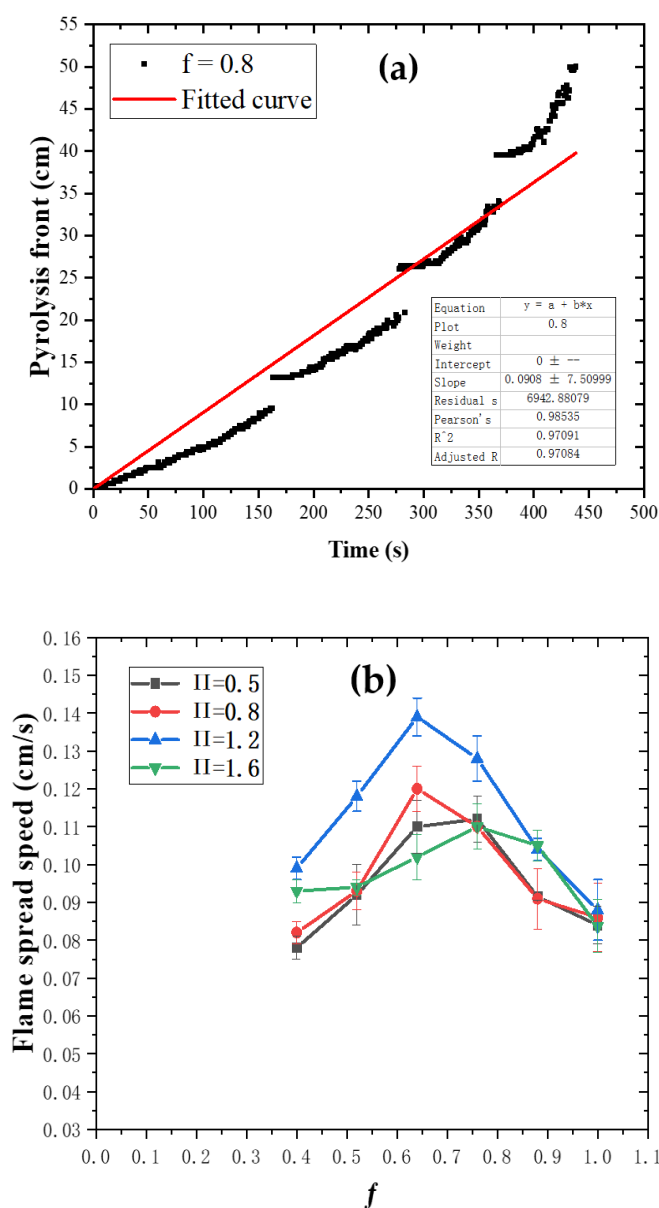 55
50
45
40
35
30
25
20
15
10
5
0
Pyrolysis front (cm)
f = 0.8
Fitted curve
(a)
Equation y = a + b*x
Plot 0.8
Weight
Intercept 0 ± --
Slope 0.0908 ± 7.50999
Residual s 6942.88079
Pearson's 0.98535
R^2 0.97091
Adjusted R 0.97084
0 50 100 150 200 250 300 350 400 450 500
Time (s)
0.16
0.15
0.14
0.13
0.12
0.11
0.10
0.09
0.08
0.07
0.06
0.05
0.04
0.03
Flame spread speed (cm/s)
II=0.5
II=0.8
II=1.2
II=1.6
(b)
0.0 0.1 0.2 0.3 0.4 0.5 0.6 0.7 0.8 0.9 1.0 1.1
f